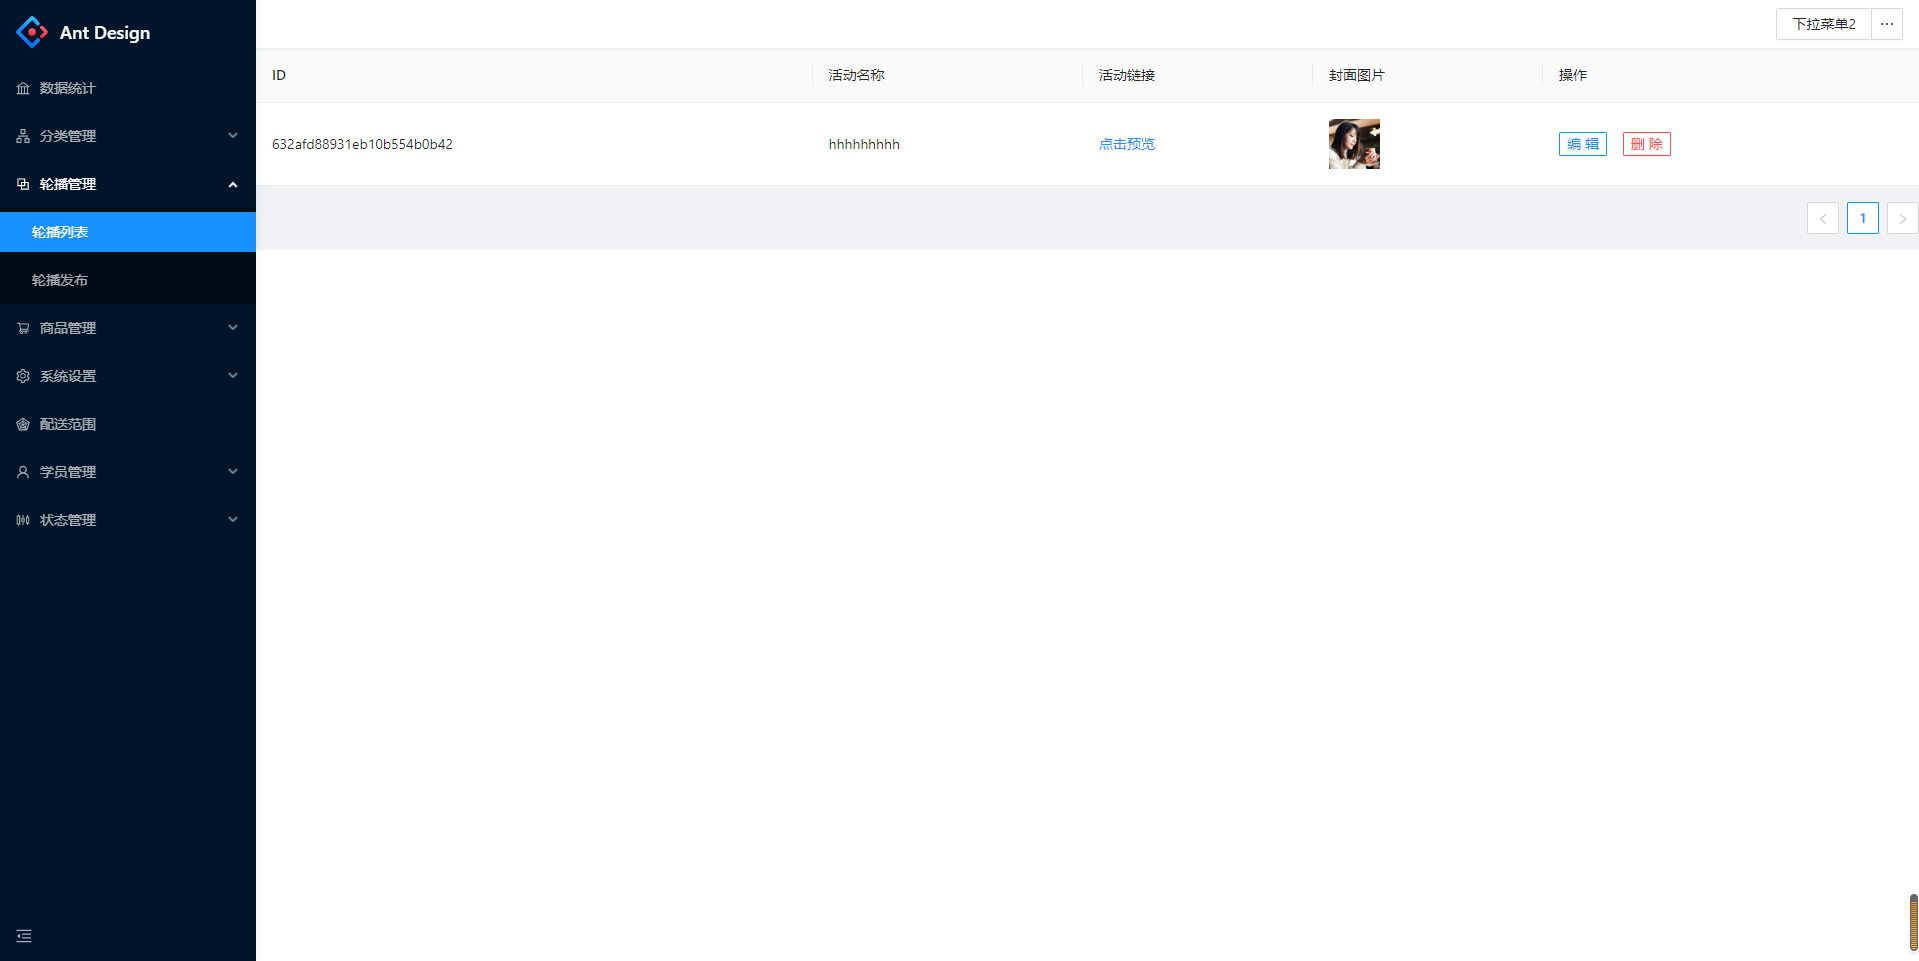 Ant Design
数据统计
分类管理
轮播管理
轮播列表
轮播发布
商品管理
系统设置
配送范围
学员管理
状态管理
下拉菜单2 ···
ID 活动名称 活动链接 封面图片 操作
632afd88931eb10b554b0b42 hhhhhhhhh 点击预览 编 辑 删 除
< 1 >